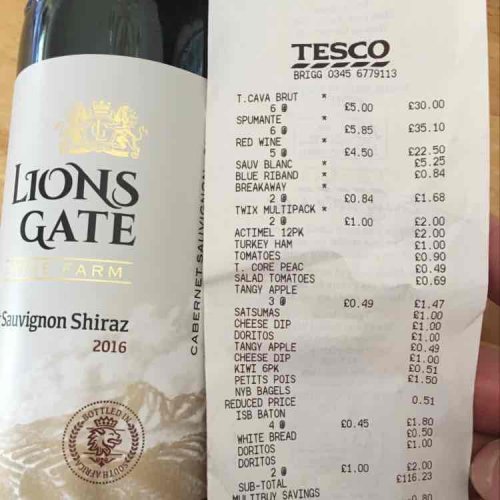 LIONS
GATE
FARM
Sauvignon Shiraz
2016
BOTTLED IN
SOUTH AFRICA
CABERNET SAUVIGNON
TESCO
BRIGG 0345 6779113
T.CAVA BRUT *
6 @ £5.00 £30.00
SPUMANTE *
6 @ £5.85 £35.10
RED WINE *
5 @ £4.50 £22.50
SAUV BLANC * £5.25
BLUE RIBAND * £0.84
BREAKAWAY *
2 @ £0.84 £1.68
TWIX MULTIPACK *
2 @ £1.00 £2.00
ACTIMEL 12PK £2.00
TURKEY HAM £1.00
TOMATOES £0.90
T. CORE PEAC £0.49
SALAD TOMATOES £0.69
TANGY APPLE
3 @ £0.49 £1.47
SATSUMAS £1.00
CHEESE DIP £1.00
DORITOS £1.00
TANGY APPLE £0.49
CHEESE DIP £1.00
KIWI 6PK £0.51
PETITS POIS £1.50
NYB BAGELS
REDUCED PRICE 0.51
ISB BATON
4 @ £0.45 £1.80
WHITE BREAD £0.50
DORITOS £1.00
DORITOS
2 @ £1.00 £2.00
SUB-TOTAL £116.23
MULTIBUY SAVINGS
-0.80